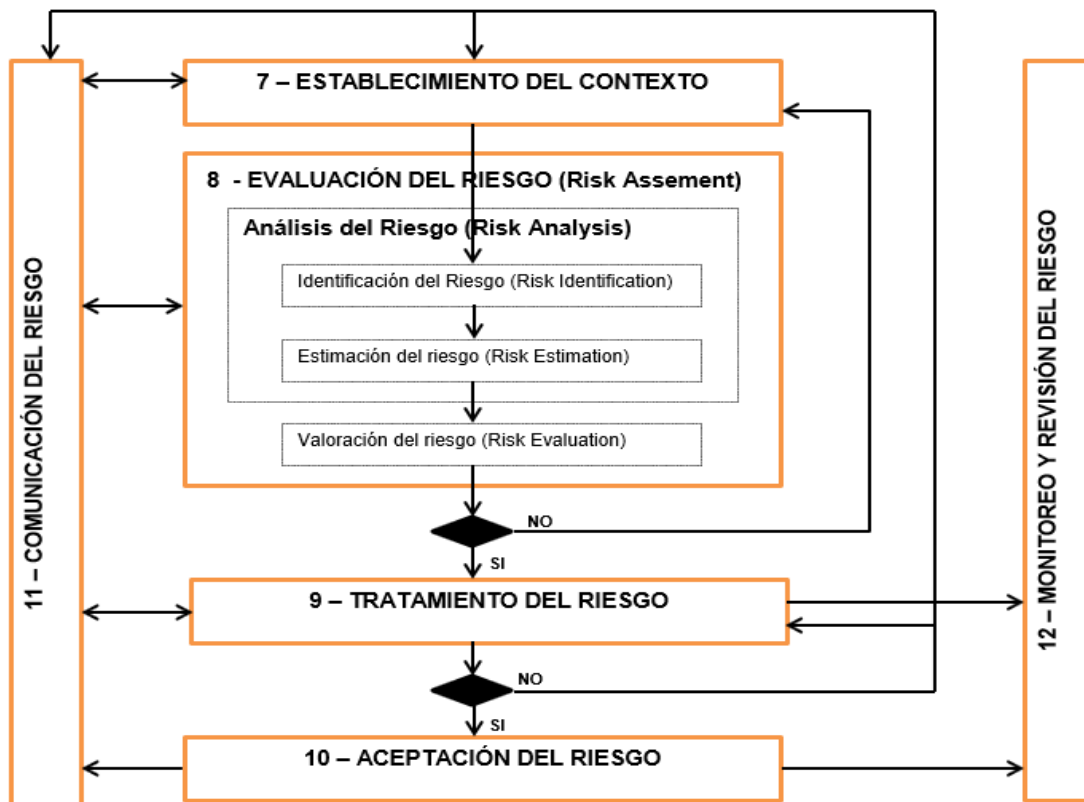 7 – ESTABLECIMIENTO DEL CONTEXTO
8 - EVALUACIÓN DEL RIESGO (Risk Assement)
Análisis del Riesgo (Risk Analysis)
Identificación del Riesgo (Risk Identification)
Estimación del riesgo (Risk Estimation)
Valoración del riesgo (Risk Evaluation)
NO
SI
9 – TRATAMIENTO DEL RIESGO
NO
SI
10 – ACEPTACIÓN DEL RIESGO
11 – COMUNICACIÓN DEL RIESGO
12 – MONITOREO Y REVISIÓN DEL RIESGO